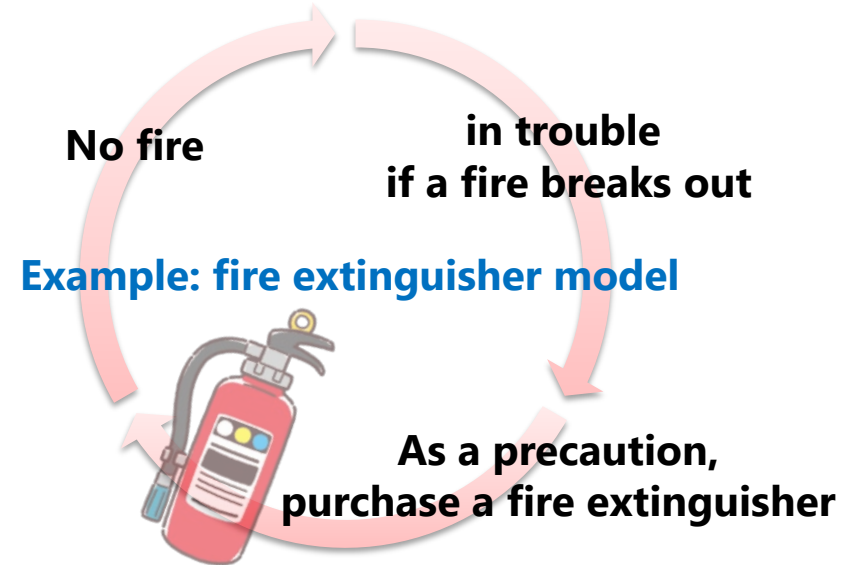 No fire
in trouble
if a fire breaks out
Example: fire extinguisher model
As a precaution,
purchase a fire extinguisher